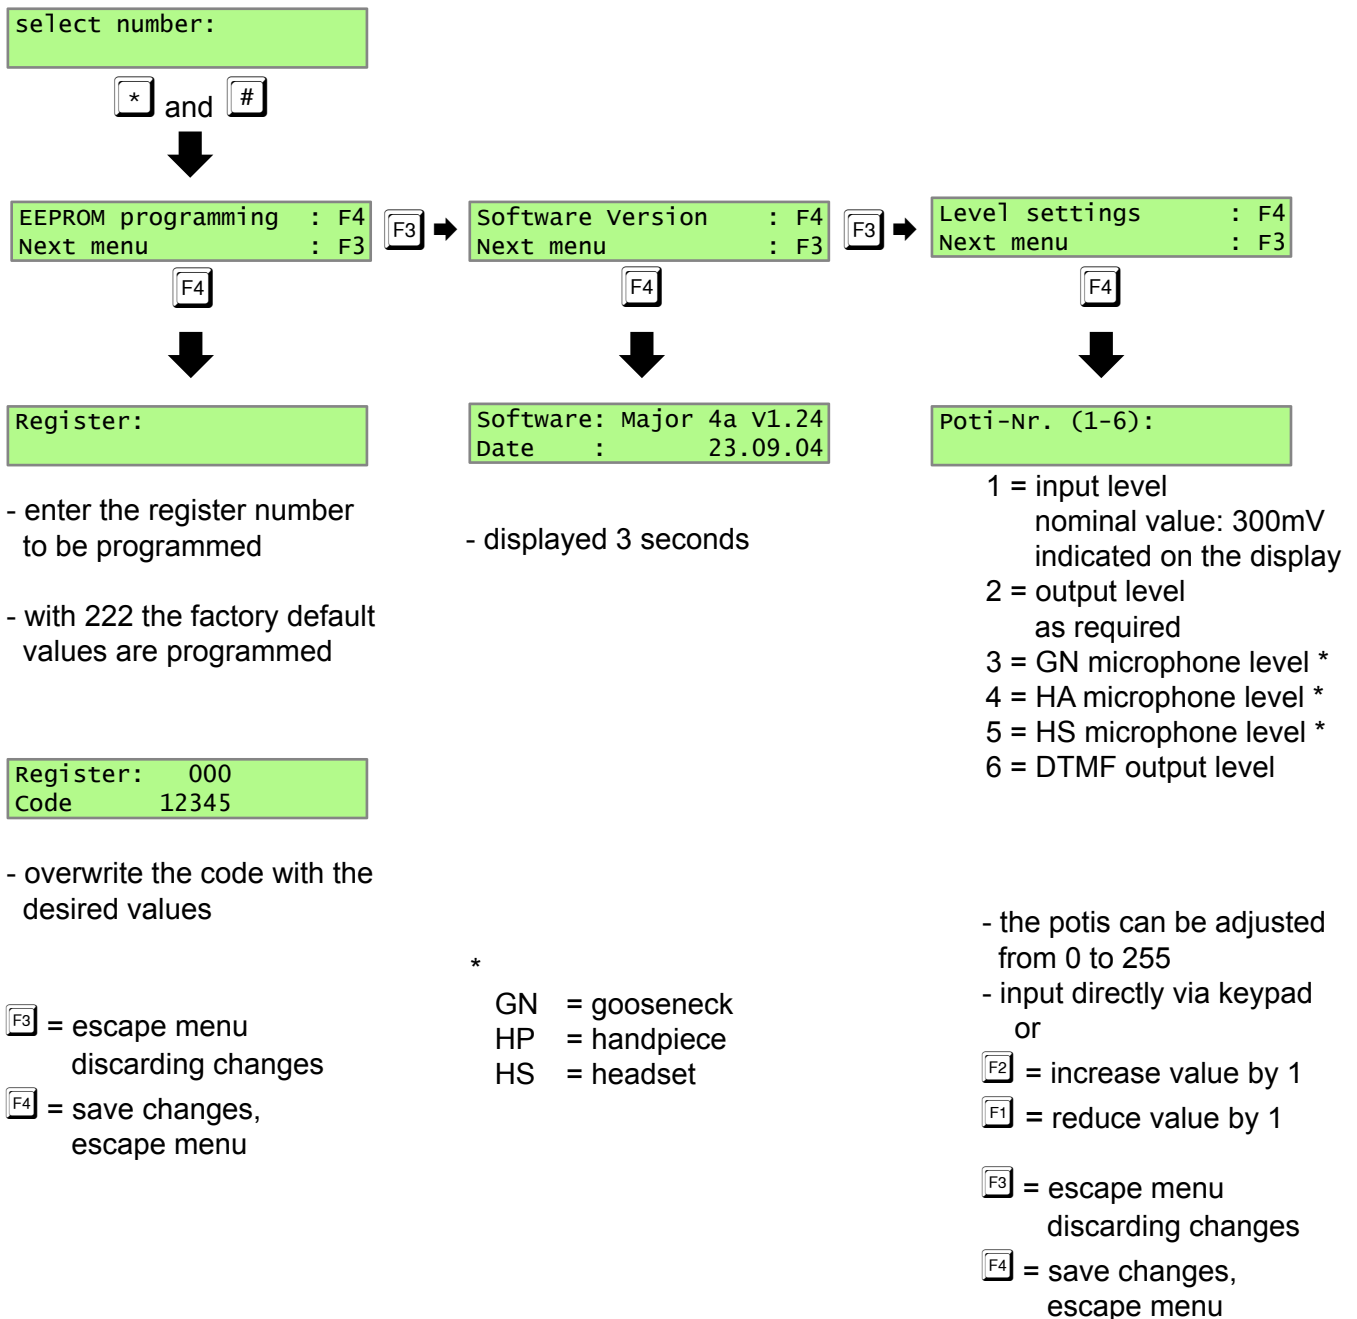 select number:
* and #
EEPROM programming : F4
Next menu : F3
F3
Software Version : F4
Next menu : F3
F3
Level settings : F4
Next menu : F3
F4
F4
F4
Register:
- enter the register number
to be programmed
- with 222 the factory default
values are programmed
Register: 000
Code 12345
- overwrite the code with the
desired values
F3 = escape menu
discarding changes
F4 = save changes,
escape menu
Software: Major 4a V1.24
Date : 23.09.04
- displayed 3 seconds
*
GN = gooseneck
HP = handpiece
HS = headset
Poti-Nr. (1-6):
1 = input level
nominal value: 300mV
indicated on the display
2 = output level
as required
3 = GN microphone level *
4 = HA microphone level *
5 = HS microphone level *
6 = DTMF output level
- the potis can be adjusted
from 0 to 255
- input directly via keypad
or
F2 = increase value by 1
F1 = reduce value by 1
F3 = escape menu
discarding changes
F4 = save changes,
escape menu